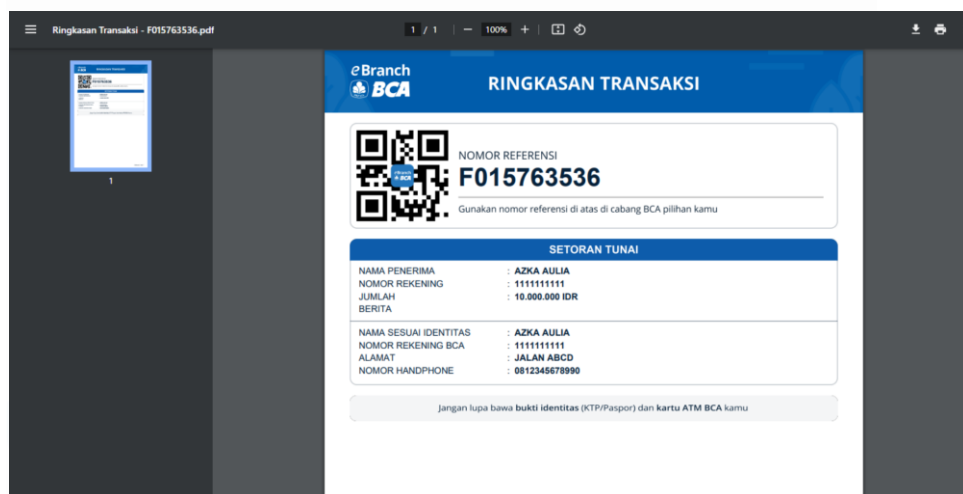 Ringkasan Transaksi - F015763536.pdf
1 / 1
100%
1
eBranch
BCA
RINGKASAN TRANSAKSI
NOMOR REFERENSI
F015763536
Gunakan nomor referensi di atas di cabang BCA pilihan kamu
SETORAN TUNAI
NAMA PENERIMA : AZKA AULIA
NOMOR REKENING : 1111111111
JUMLAH : 10.000.000 IDR
BERITA
NAMA SESUAI IDENTITAS : AZKA AULIA
NOMOR REKENING BCA : 1111111111
ALAMAT : JALAN ABCD
NOMOR HANDPHONE : 0812345678990
Jangan lupa bawa bukti identitas (KTP/Paspor) dan kartu ATM BCA kamu